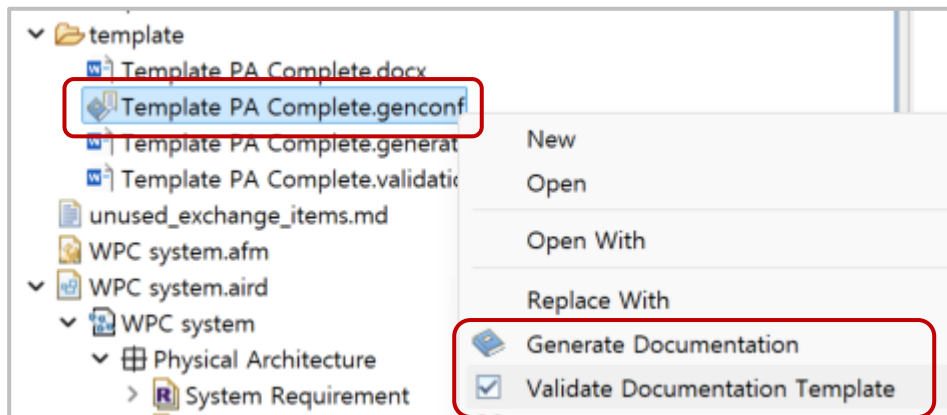 template
Template PA Complete.docx
Template PA Complete.genconf
Template PA Complete.generat
Template PA Complete.validatio
unused_exchange_items.md
WPC system.afm
WPC system.aird
WPC system
Physical Architecture
System Requirement
New
Open
Open With
Replace With
Generate Documentation
Validate Documentation Template